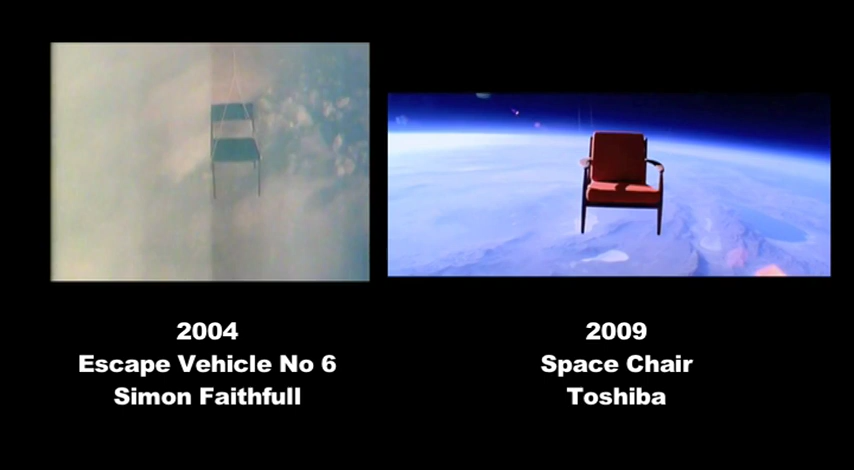 2004
Escape Vehicle No 6
Simon Faithfull
2009
Space Chair
Toshiba